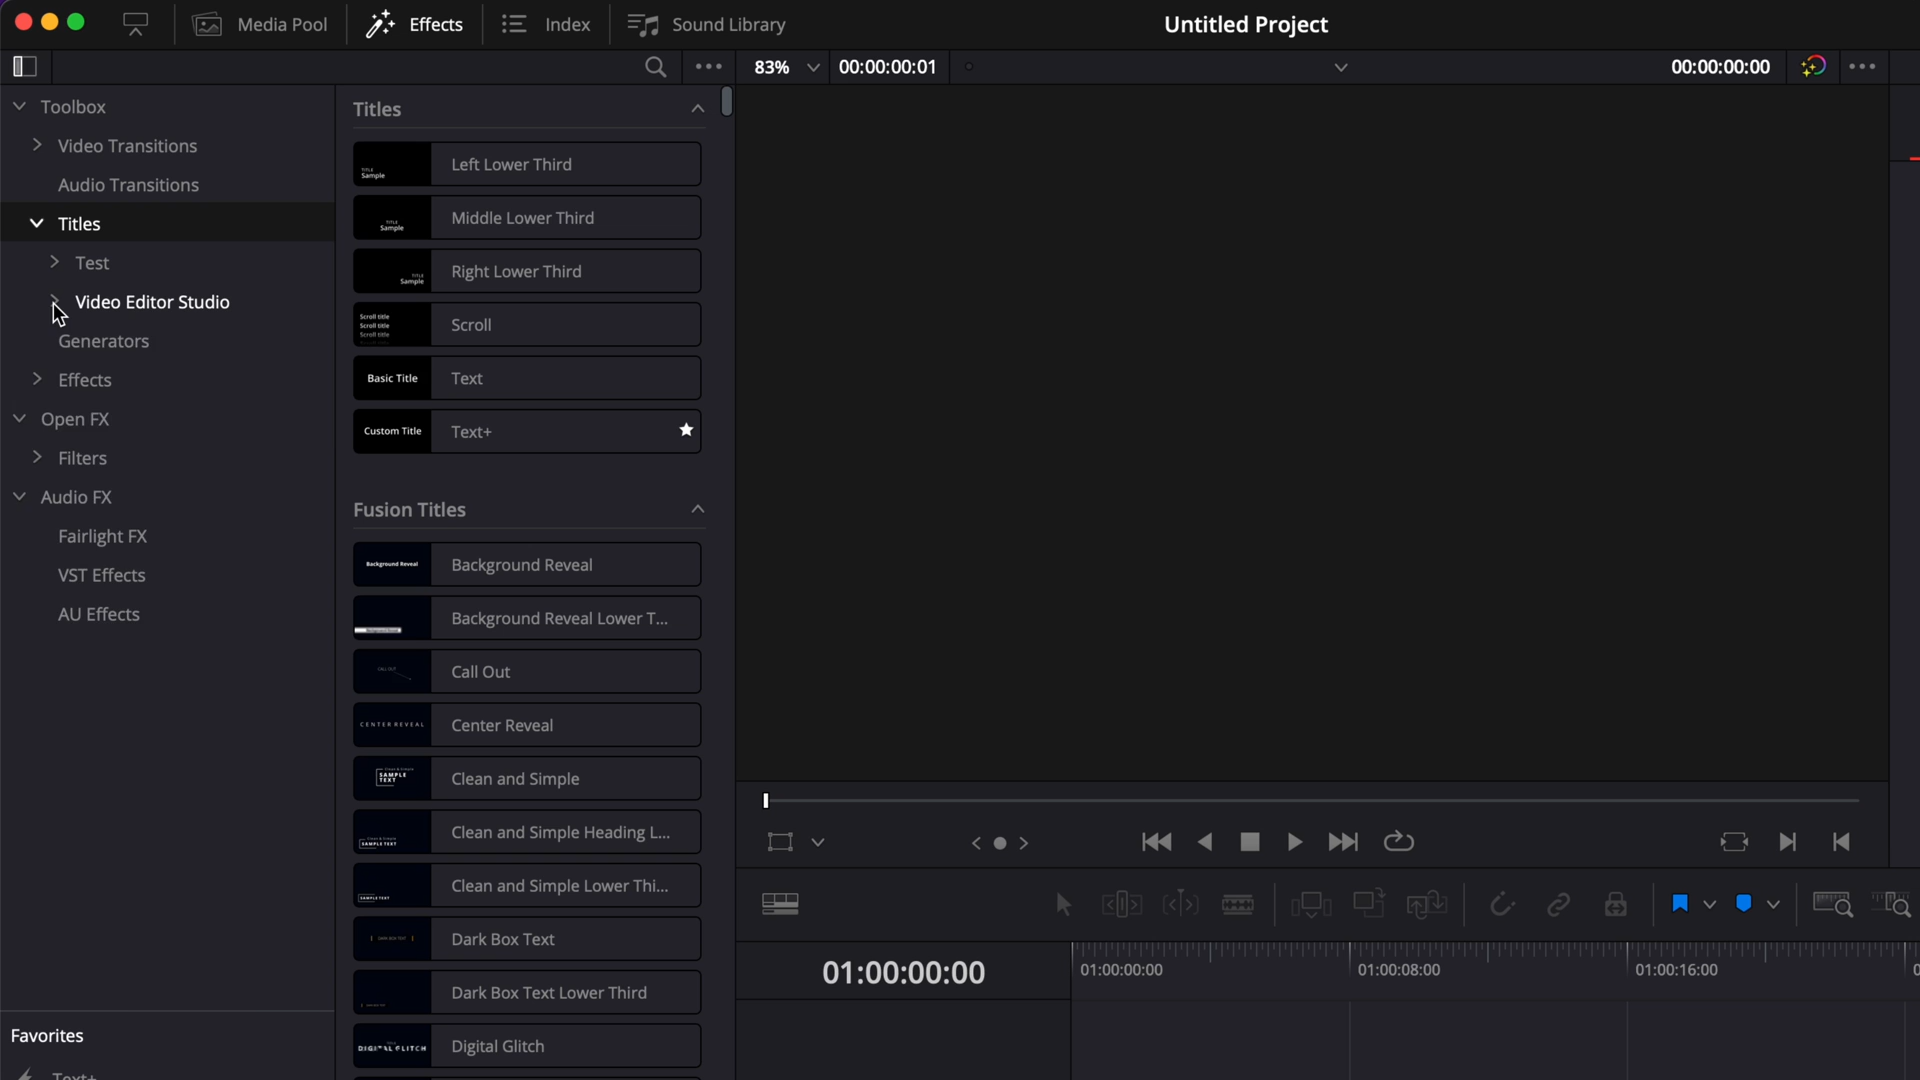 Media Pool
Effects
Index
Sound Library
Untitled Project
83%
00:00:00:01
00:00:00:00
Toolbox
Video Transitions
Audio Transitions
Titles
Test
Video Editor Studio
Generators
Effects
Open FX
Filters
Audio FX
Fairlight FX
VST Effects
AU Effects
Favorites
Text+
Titles
TITLE
Sample
Left Lower Third
TITLE
Sample
Middle Lower Third
TITLE
Sample
Right Lower Third
Scroll title
Scroll title
Scroll title
Scroll
Basic Title
Text
Custom Title
Text+
Fusion Titles
Background Reveal
Background Reveal
Background Reveal Lower T...
CALL OUT
Call Out
CENTER REVEAL
Center Reveal
Clean & Simple
SAMPLE
TEXT
Clean and Simple
Clean & Simple
SAMPLE TEXT
Clean and Simple Heading L...
SAMPLE TEXT
Clean and Simple Lower Thi...
DARK BOX TEXT
Dark Box Text
Dark Box Text Lower Third
DIGITAL GLITCH
Digital Glitch
01:00:00:00
01:00:00:00
01:00:08:00
01:00:16:00